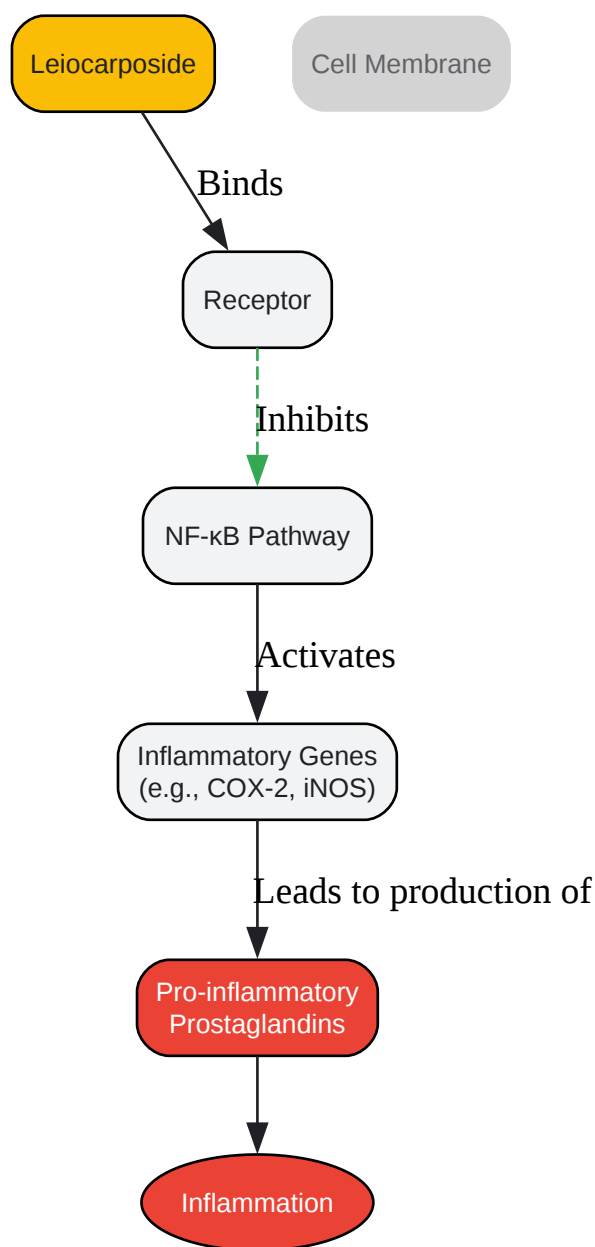 Leiocarposide
Cell Membrane
Binds
Receptor
Inhibits
NF-κB Pathway
Activates
Inflammatory Genes
(e.g., COX-2, iNOS)
Leads to production of
Pro-inflammatory
Prostaglandins
Inflammation